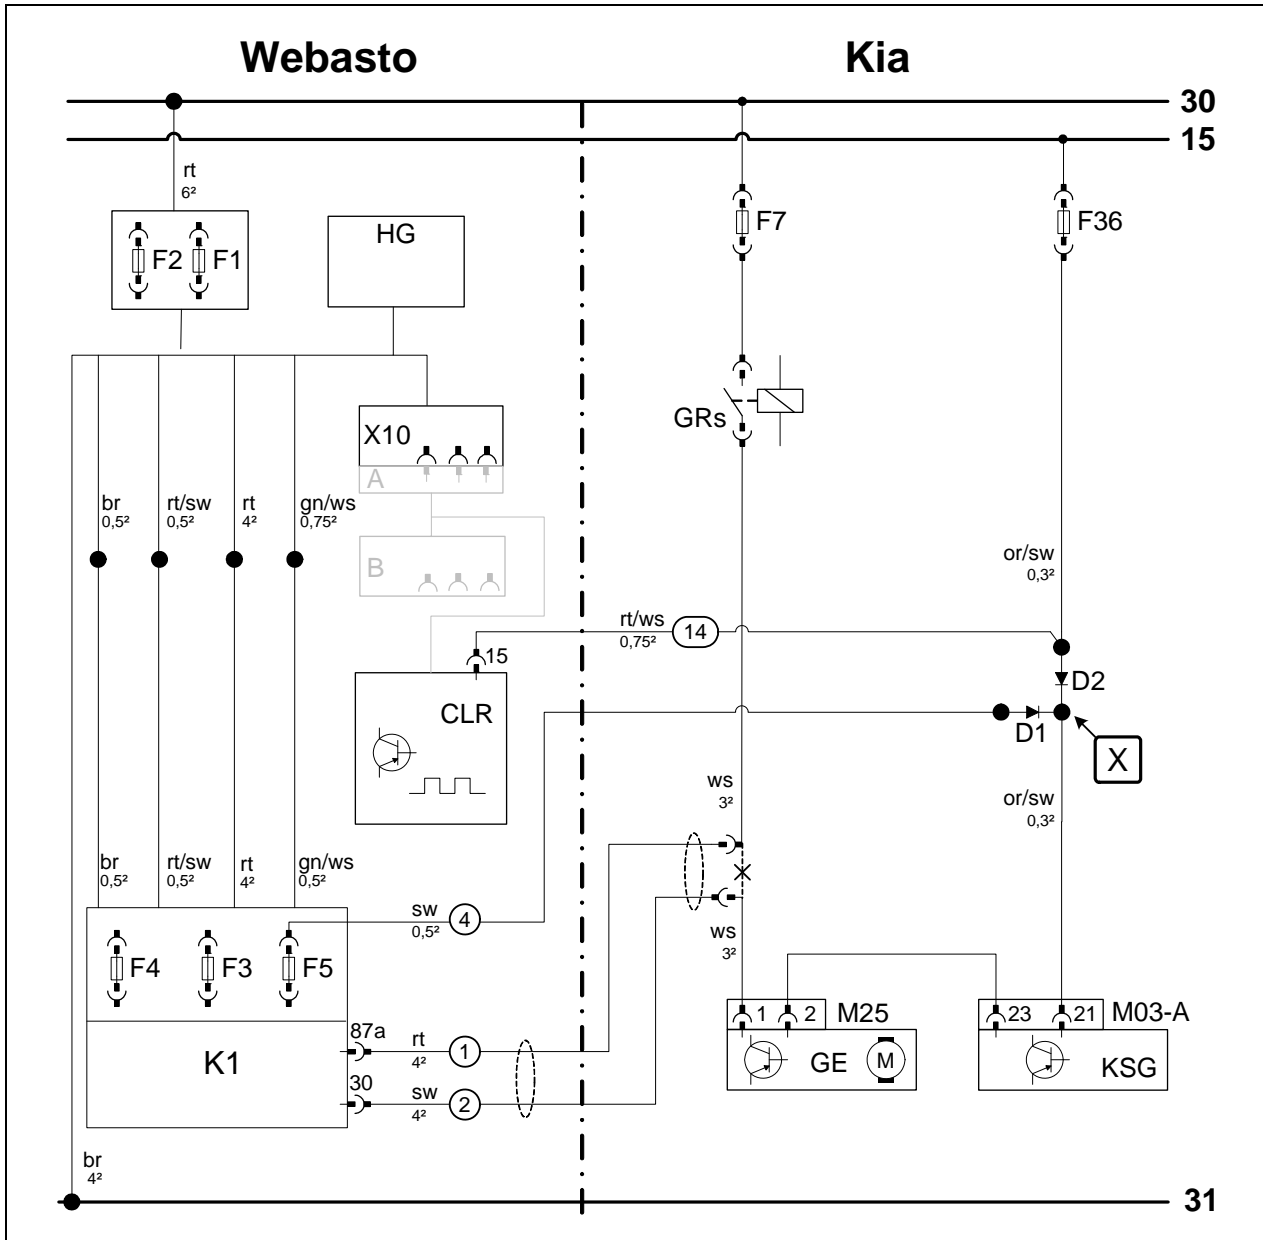 Webasto
Kia
30
15
rt
6²
F2
F1
HG
F7
F36
GRs
X10
A
br
0,5²
rt/sw
0,5²
rt
4²
gn/ws
0,75²
B
or/sw
0,3²
rt/ws
0,75²
14
15
D2
CLR
D1
X
ws
3²
or/sw
0,3²
br
0,5²
rt/sw
0,5²
rt
4²
gn/ws
0,5²
sw
0,5²
4
ws
3²
F4
F3
F5
1
2
M25
23
21
M03-A
87a
rt
4²
1
K1
GE
M
KSG
30
sw
4²
2
br
4²
31